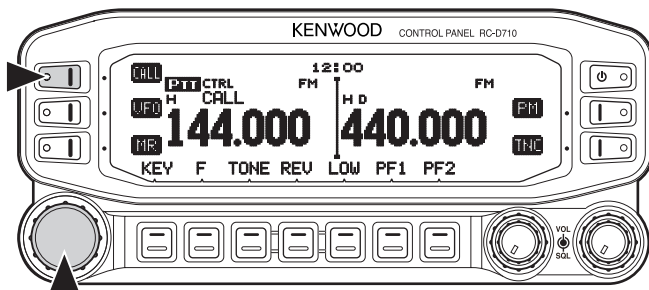 KENWOOD CONTROL PANEL RC-D710
12:00
CALL PTT CTRL FM FM
H CALL H D
VFO PM
144.000 440.000
MR TNC
KEY F TONE REV LOW PF1 PF2
VOL
SQL